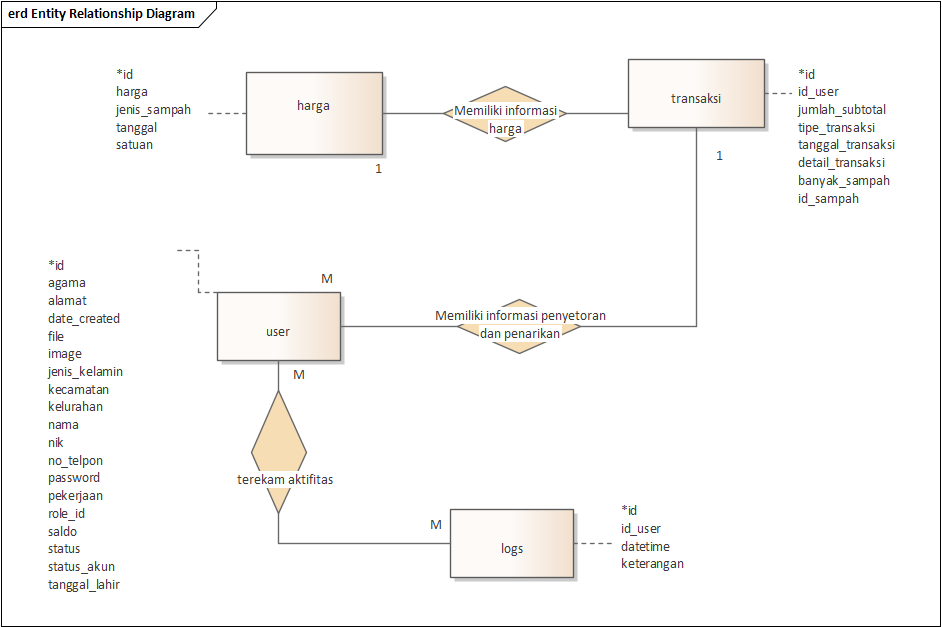 erd Entity Relationship Diagram
*id
harga
jenis_sampah
tanggal
satuan
harga
1
Memiliki informasi
harga
transaksi
1
*id
id_user
jumlah_subtotal
tipe_transaksi
tanggal_transaksi
detail_transaksi
banyak_sampah
id_sampah
*id
agama
alamat
date_created
file
image
jenis_kelamin
kecamatan
kelurahan
nama
nik
no_telpon
password
pekerjaan
role_id
saldo
status
status_akun
tanggal_lahir
M
user
M
Memiliki informasi penyetoran
dan penarikan
terekam aktifitas
M
logs
*id
id_user
datetime
keterangan